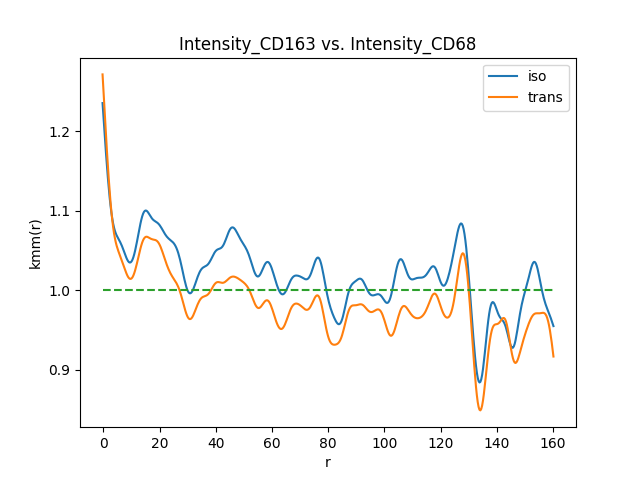 Intensity_CD163 vs. Intensity_CD68
iso
trans
1.2
1.1
1.0
0.9
kmm(r)
0 20 40 60 80 100 120 140 160
r